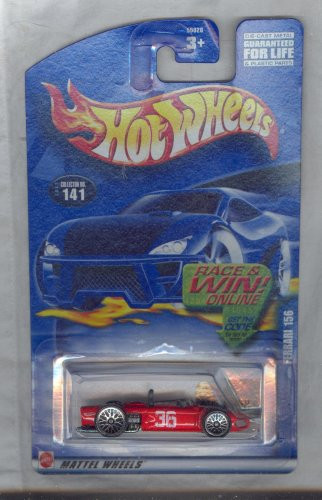 55020
3+
DIE-CAST METAL
GUARANTEED
FOR LIFE
& PLASTIC PARTS
HOT WHEELS
COLLECTOR NO.
141
RACE &
WIN!
ONLINE
GET THE
CODE
FERRARI 156
36
MATTEL WHEELS